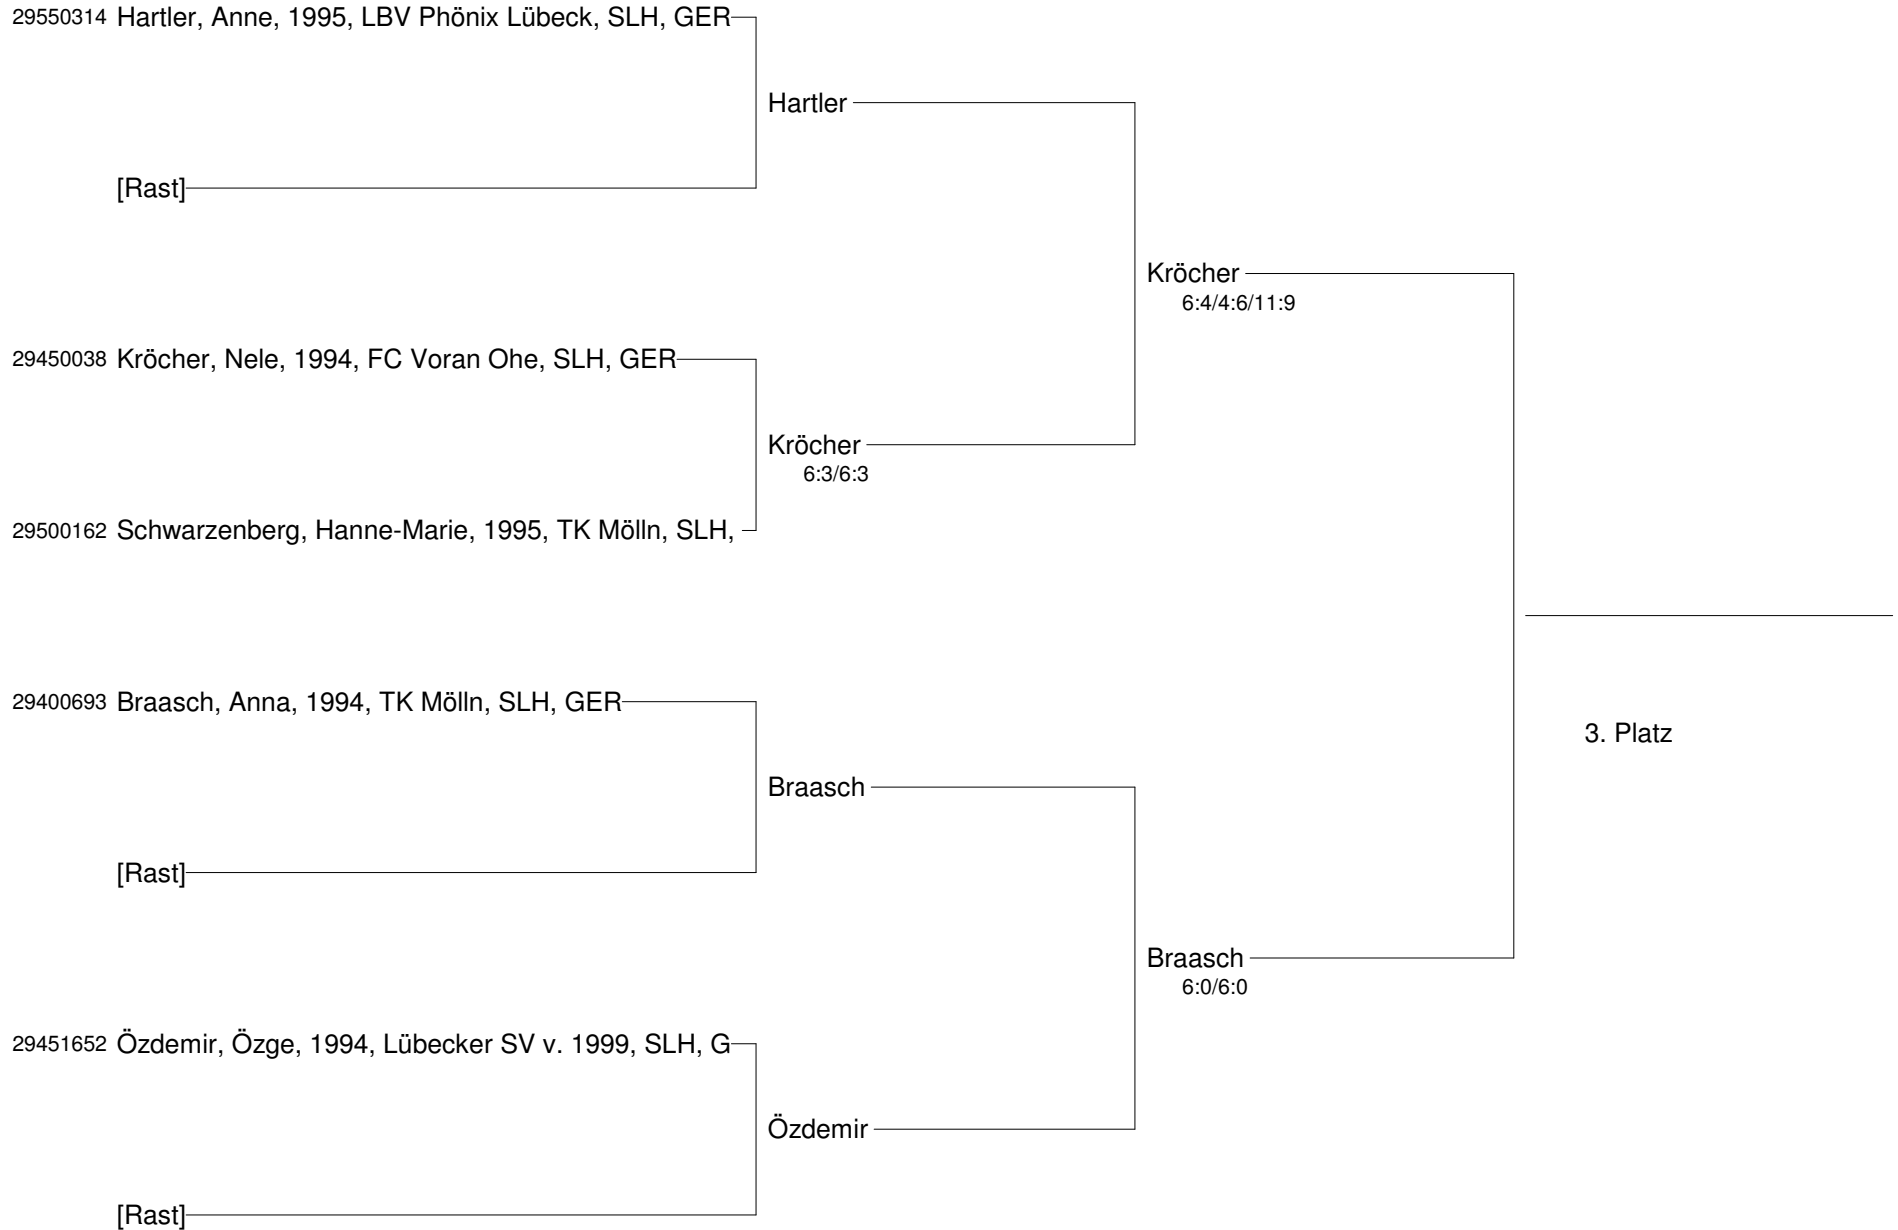 29550314 Hartler, Anne, 1995, LBV Phönix Lübeck, SLH, GER
Hartler
[Rast]
Kröcher
6:4/4:6/11:9
29450038 Kröcher, Nele, 1994, FC Voran Ohe, SLH, GER
Kröcher
6:3/6:3
29500162 Schwarzenberg, Hanne-Marie, 1995, TK Mölln, SLH,
29400693 Braasch, Anna, 1994, TK Mölln, SLH, GER
3. Platz
Braasch
[Rast]
Braasch
6:0/6:0
29451652 Özdemir, Özge, 1994, Lübecker SV v. 1999, SLH, G
Özdemir
[Rast]